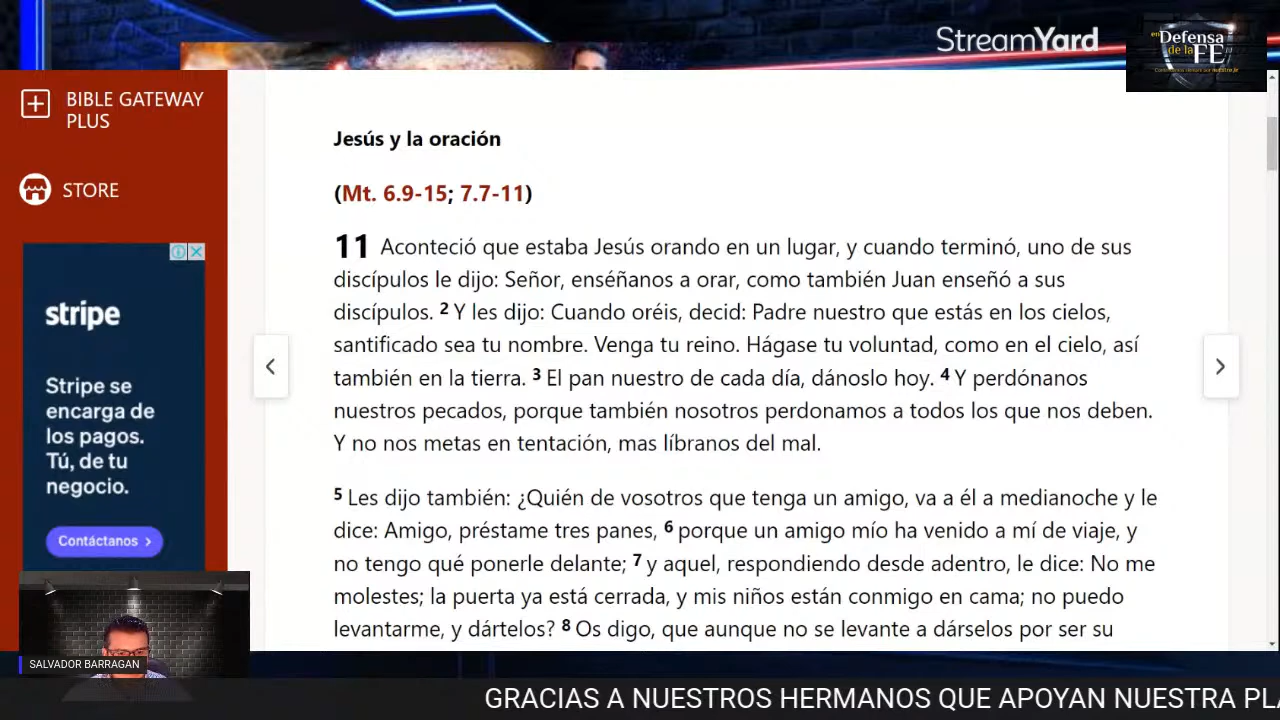 StreamYard
en Defensa
de la FE
BIBLE GATEWAY
PLUS
STORE
stripe
Stripe se
encarga de
los pagos.
Tú, de tu
negocio.
Contáctanos >
Jesús y la oración
(Mt. 6.9-15; 7.7-11)
11 Aconteció que estaba Jesús orando en un lugar, y cuando terminó, uno de sus
discípulos le dijo: Señor, enséñanos a orar, como también Juan enseñó a sus
discípulos. 2 Y les dijo: Cuando oréis, decid: Padre nuestro que estás en los cielos,
santificado sea tu nombre. Venga tu reino. Hágase tu voluntad, como en el cielo, así
también en la tierra. 3 El pan nuestro de cada día, dánoslo hoy. 4 Y perdónanos
nuestros pecados, porque también nosotros perdonamos a todos los que nos deben.
Y no nos metas en tentación, mas líbranos del mal.
5 Les dijo también: ¿Quién de vosotros que tenga un amigo, va a él a medianoche y le
dice: Amigo, préstame tres panes, 6 porque un amigo mío ha venido a mí de viaje, y
no tengo qué ponerle delante; 7 y aquel, respondiendo desde adentro, le dice: No me
molestes; la puerta ya está cerrada, y mis niños están conmigo en cama; no puedo
levantarme, y dártelos? 8 Os digo, que aunque no se levante a dárselos por ser su
SALVADOR BARRAGAN
GRACIAS A NUESTROS HERMANOS QUE APOYAN NUESTRA PL